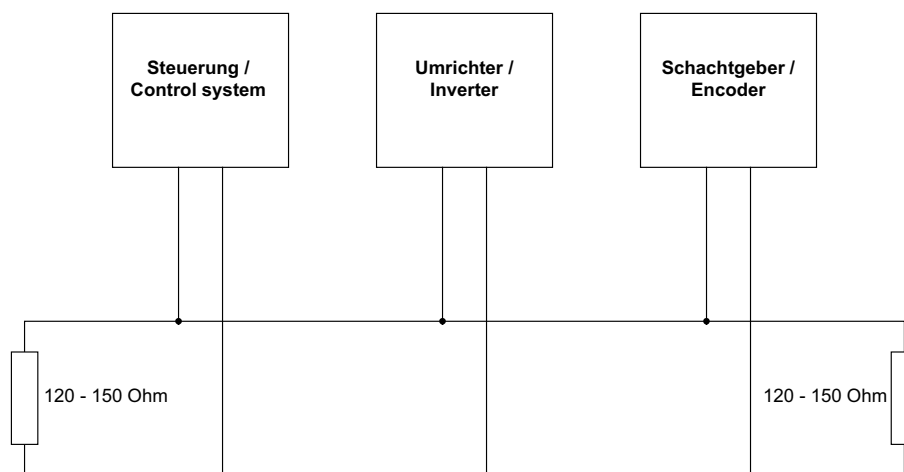 Steuerung /
Control system
Umrichter /
Inverter
Schachtgeber /
Encoder
120 - 150 Ohm
120 - 150 Ohm